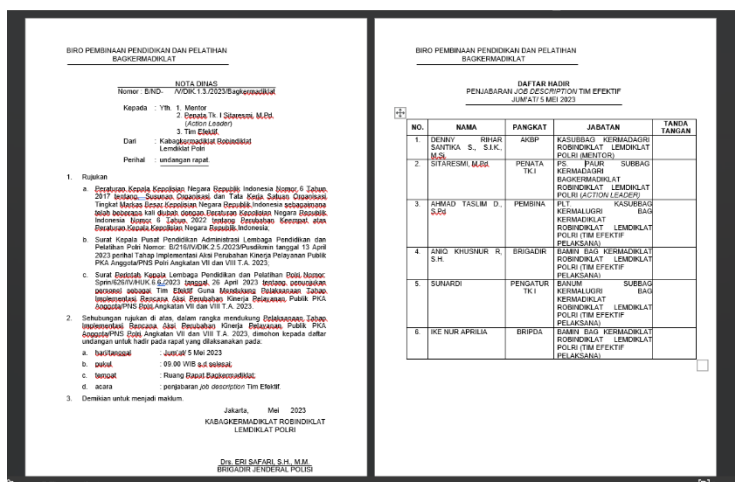 BIRO PEMBINAAN PENDIDIKAN DAN PELATIHAN
BAGKERMADIKLAT
NOTA DINAS
Nomor : B/ND- /V/DIK.1.3./2023/Bagkermadiklat
Kepada : Yth. 1. Mentor
2. Penata Tk. I Sitaresmi, M.Pd.
(Action Leader)
3. Tim Efektif.
Dari : Kabagkermadiklat Robindiklat
Lemdiklat Polri
Perihal : undangan rapat.
1. Rujukan
a. Peraturan Kepala Kepolisian Negara Republik Indonesia Nomor 6 Tahun
2017 tentang Susunan Organisasi dan Tata Kerja Satuan Organisasi
Tingkat Markas Besar Kepolisian Negara Republik Indonesia sebagaimana
telah beberapa kali diubah dengan Peraturan Kepolisian Negara Republik
Indonesia Nomor 6 Tahun 2022 tentang Perubahan Keempat atas
Peraturan Kepala Kepolisian Negara Republik Indonesia;
b. Surat Kepala Pusat Pendidikan Administrasi Lembaga Pendidikan dan
Pelatihan Polri Nomor: B/216/IV/DIK.2.5./2023/Pusdikmin tanggal 13 April
2023 perihal Tahap Implementasi Aksi Perubahan Kinerja Pelayanan Publik
PKA Anggota/PNS Polri Angkatan VII dan VIII T.A. 2023;
c. Surat Perintah Kepala Lembaga Pendidikan dan Pelatihan Polri Nomor:
Sprin/626/IV/HUK.6.6./2023 tanggal 26 April 2023 tentang penunjukan
personel sebagai Tim Efektif Guna Mendukung Pelaksanaan Tahap
Implementasi Rencana Aksi Perubahan Kinerja Pelayanan Publik PKA
Anggota/PNS Polri Angkatan VII dan VIII T.A. 2023.
2. Sehubungan rujukan di atas, dalam rangka mendukung Pelaksanaan Tahap
Implementasi Rencana Aksi Perubahan Kinerja Pelayanan Publik PKA
Anggota/PNS Polri Angkatan VII dan VIII T.A. 2023, dimohon kepada daftar
undangan untuk hadir pada rapat yang dilaksanakan pada:
a. hari/tanggal : Jum'at/ 5 Mei 2023
b. pukul : 09.00 WIB s.d selesai;
c. tempat : Ruang Rapat Bagkermadiklat;
d. acara : penjabaran job description Tim Efektif.
3. Demikian untuk menjadi maklum.
Jakarta, Mei 2023
KABAGKERMADIKLAT ROBINDIKLAT
LEMDIKLAT POLRI
Drs. ERI SAFARI, S.H., M.M.
BRIGADIR JENDERAL POLISI
BIRO PEMBINAAN PENDIDIKAN DAN PELATIHAN
BAGKERMADIKLAT
DAFTAR HADIR
PENJABARAN JOB DESCRIPTION TIM EFEKTIF
JUM'AT/ 5 MEI 2023
NO. NAMA PANGKAT JABATAN TANDA TANGAN
1. DENNY RIHAR SANTIKA S., S.I.K., M.Si. AKBP KASUBBAG KERMADAGRI ROBINDIKLAT LEMDIKLAT POLRI (MENTOR)
2. SITARESMI, M.Pd. PENATA TK.I PS. PAUR SUBBAG KERMADAGRI BAGKERMADIKLAT ROBINDIKLAT LEMDIKLAT POLRI (ACTION LEADER)
3. AHMAD TASLIM D., S.Pd. PEMBINA PLT. KASUBBAG KERMALUGRI BAG KERMADIKLAT ROBINDIKLAT LEMDIKLAT POLRI (TIM EFEKTIF PELAKSANA)
4. ANIQ KHUSNUR R, S.H. BRIGADIR BAMIN BAG KERMADIKLAT ROBINDIKLAT LEMDIKLAT POLRI (TIM EFEKTIF PELAKSANA)
5. SUNARDI PENGATUR TK.I BANUM SUBBAG KERMALUGRI BAG KERMADIKLAT ROBINDIKLAT LEMDIKLAT POLRI (TIM EFEKTIF PELAKSANA)
6. IKE NUR APRILIA BRIPDA BAMIN BAG KERMADIKLAT ROBINDIKLAT LEMDIKLAT POLRI (TIM EFEKTIF PELAKSANA)